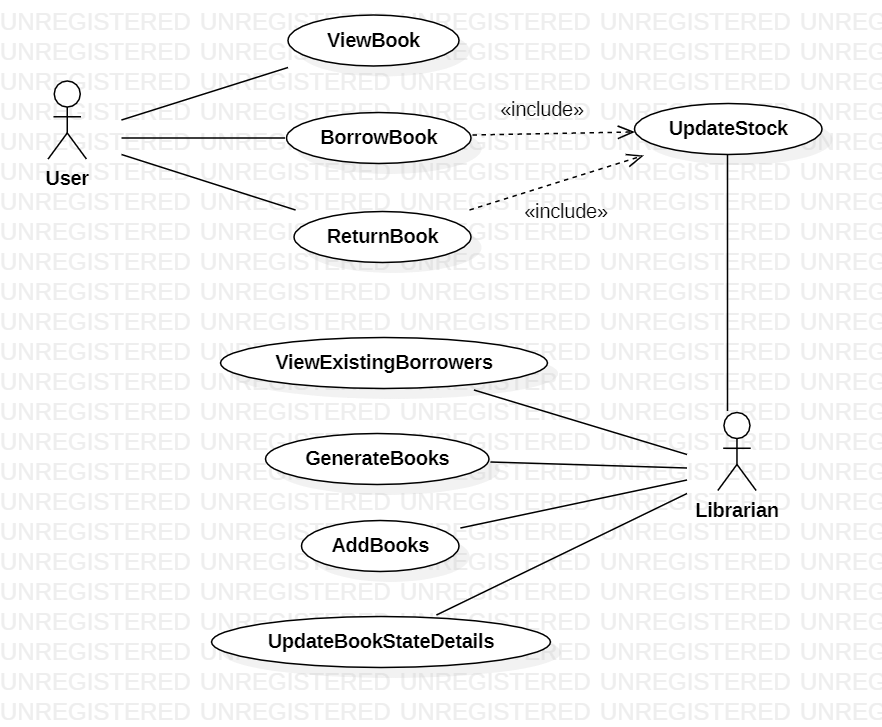 ViewBook
«include»
BorrowBook
UpdateStock
User
«include»
ReturnBook
ViewExistingBorrowers
GenerateBooks
Librarian
AddBooks
UpdateBookStateDetails
UNREGISTERED